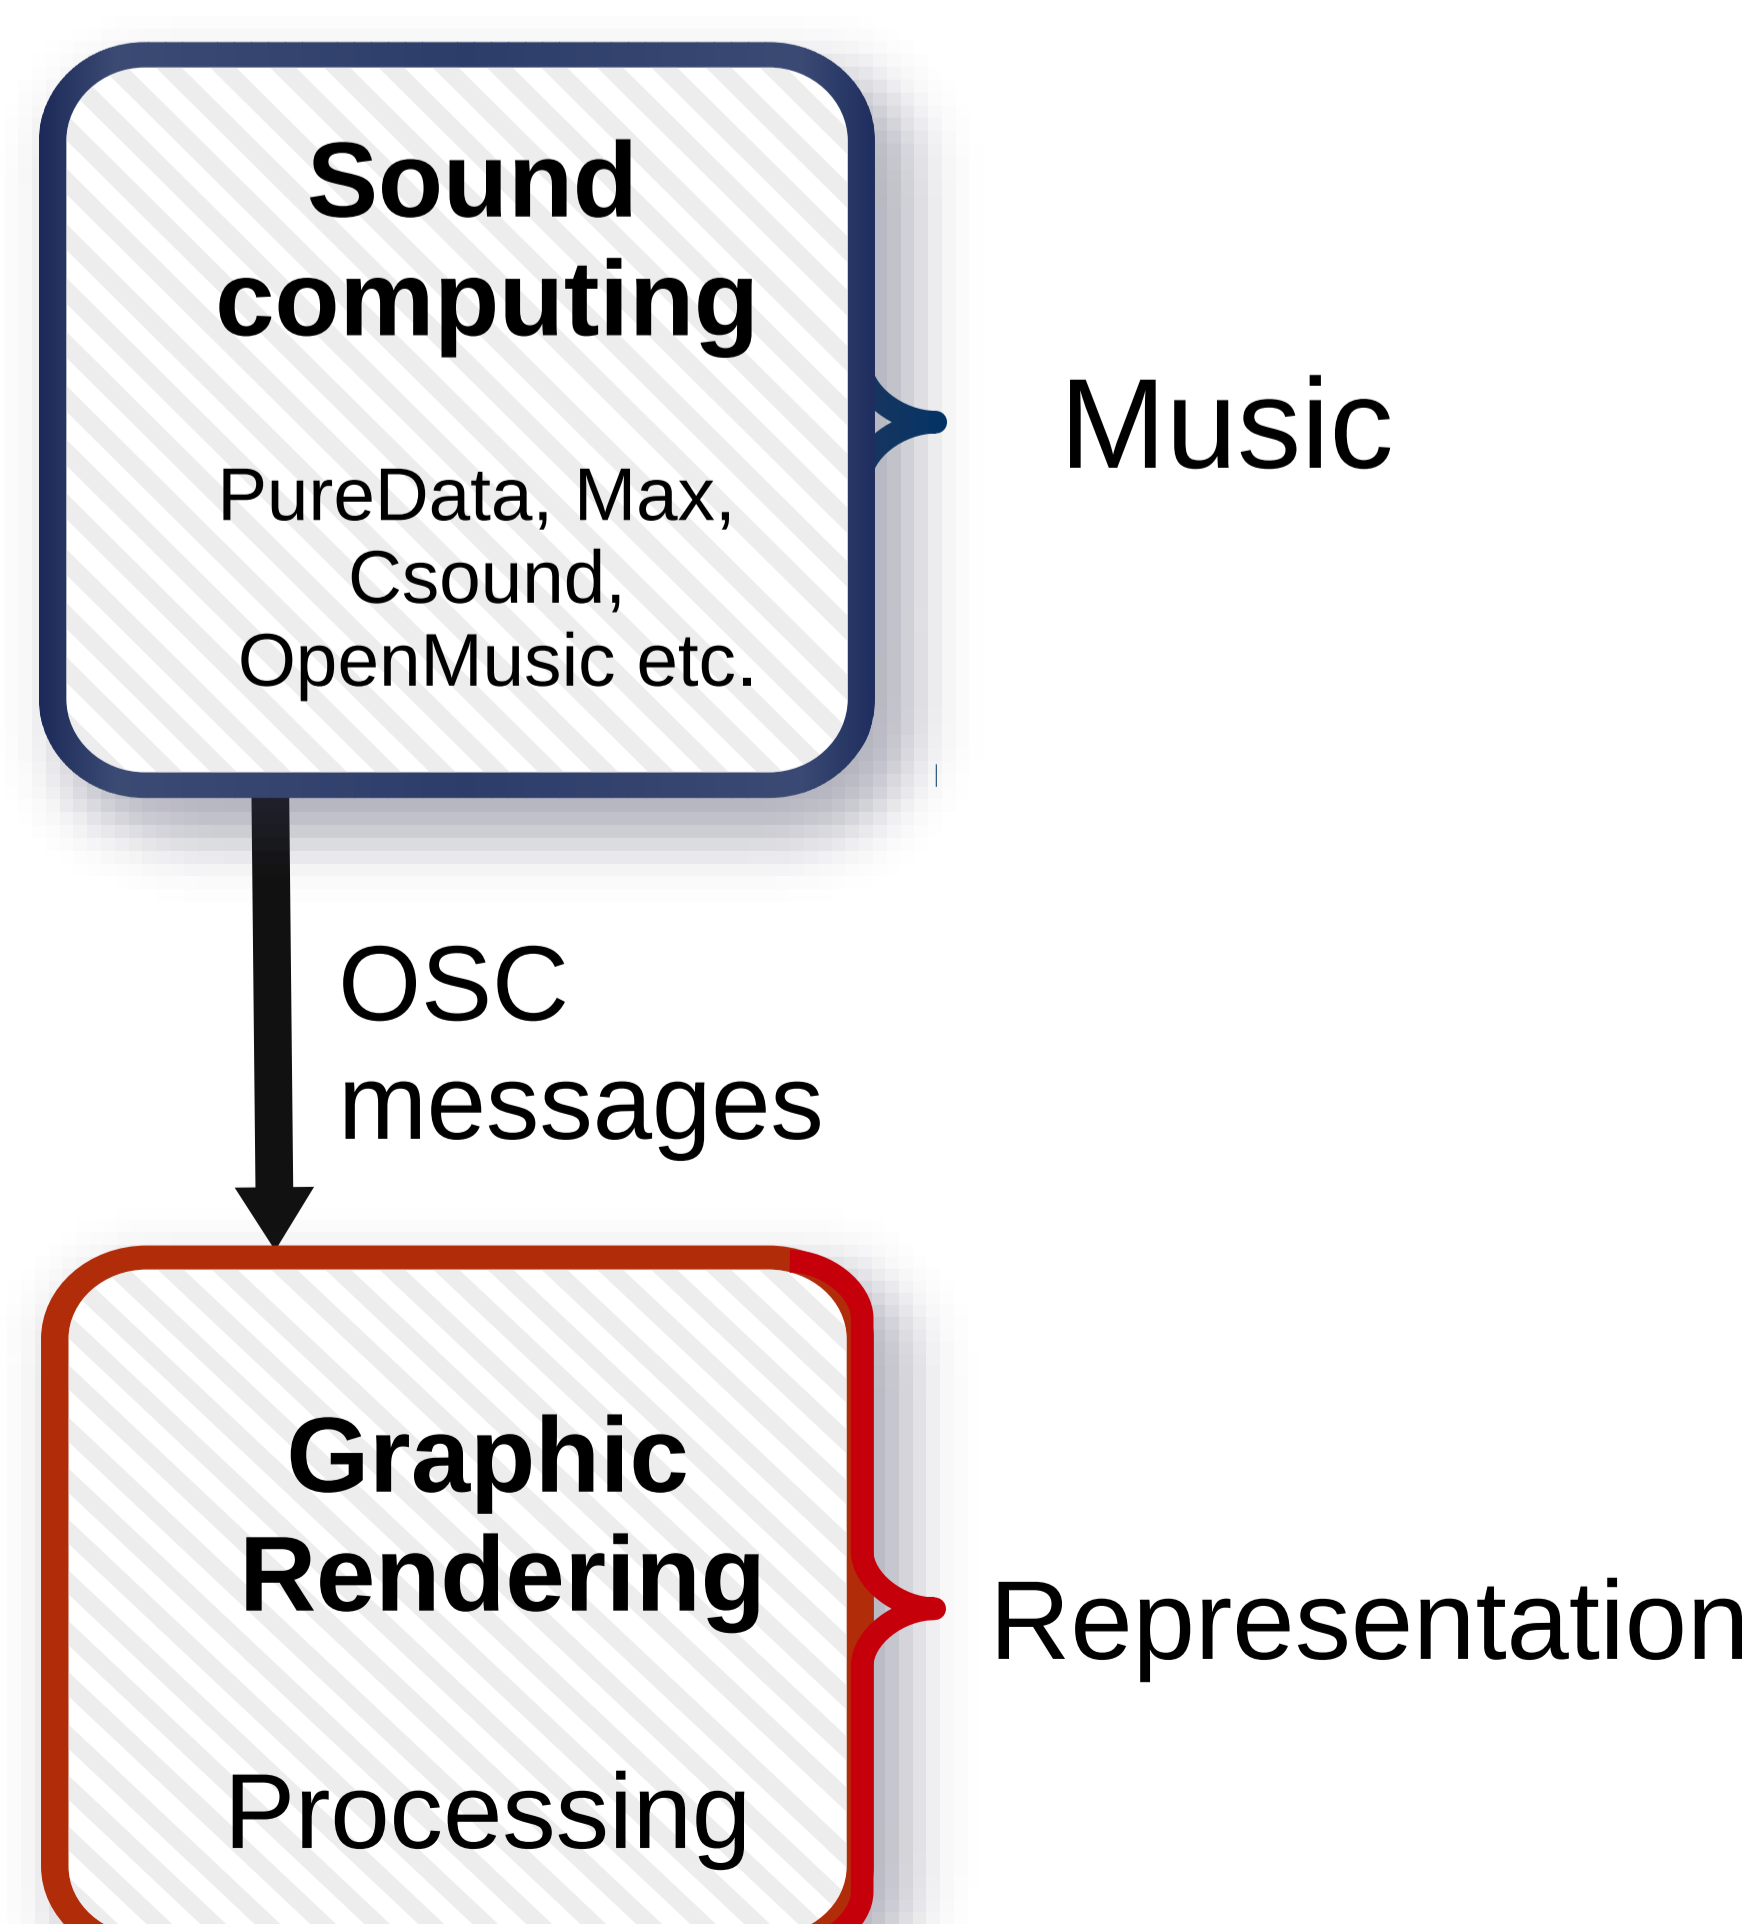 Sound
computing
PureData, Max,
Csound,
OpenMusic etc.
Music
OSC
messages
Graphic
Rendering
Processing
Representation